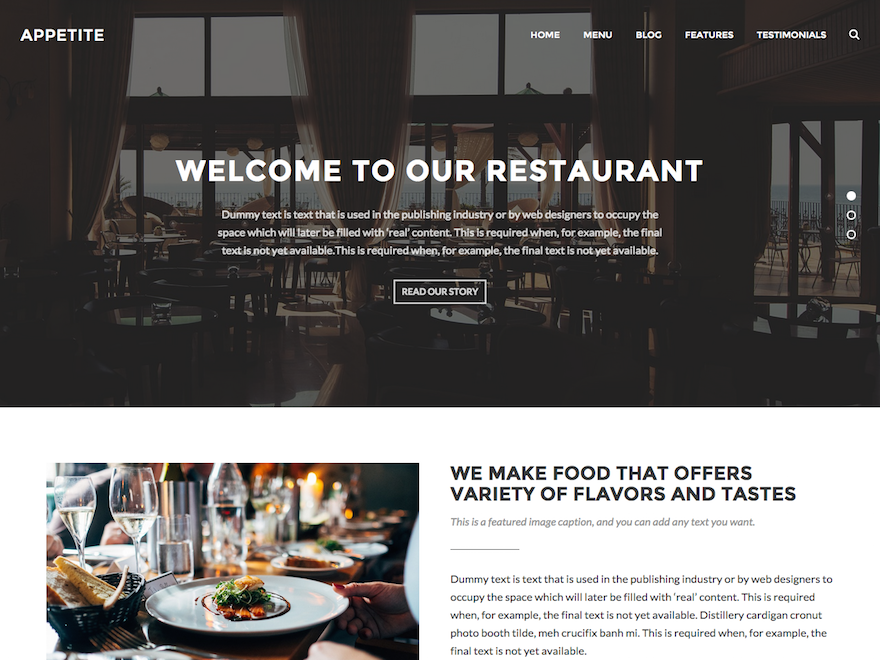 APPETITE
HOME MENU BLOG FEATURES TESTIMONIALS
WELCOME TO OUR RESTAURANT
Dummy text is text that is used in the publishing industry or by web designers to occupy the
space which will later be filled with ‘real’ content. This is required when, for example, the final
text is not yet available.This is required when, for example, the final text is not yet available.
READ OUR STORY
WE MAKE FOOD THAT OFFERS
VARIETY OF FLAVORS AND TASTES
This is a featured image caption, and you can add any text you want.
Dummy text is text that is used in the publishing industry or by web designers to
occupy the space which will later be filled with ‘real’ content. This is required
when, for example, the final text is not yet available. Distillery cardigan cronut
photo booth tilde, meh crucifix banh mi. This is required when, for example, the
final text is not yet available.